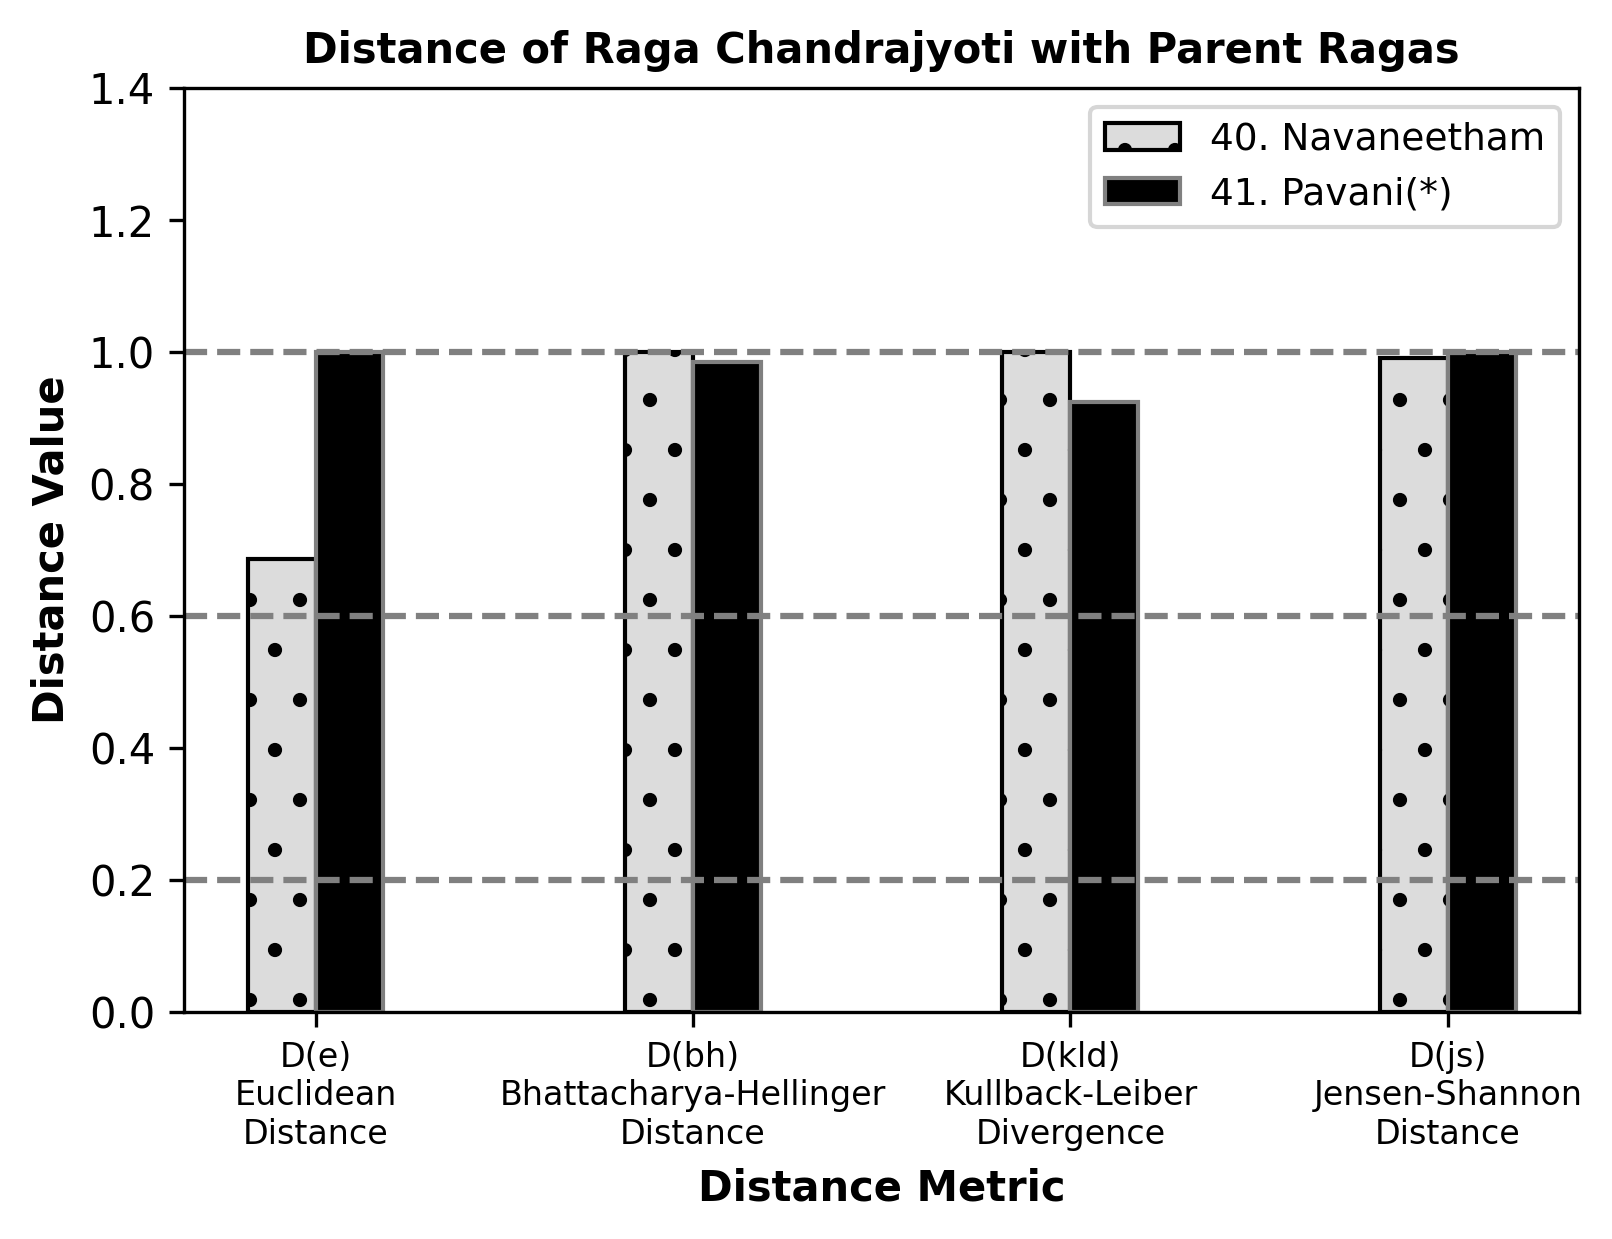 Distance of Raga Chandrajyoti with Parent Ragas
1.4
1.2
1.0
0.8
0.6
0.4
0.2
0.0
Distance Value
40. Navaneetham
41. Pavani(*)
D(e)
Euclidean
Distance
D(bh)
Bhattacharya-Hellinger
Distance
D(kld)
Kullback-Leiber
Divergence
D(js)
Jensen-Shannon
Distance
Distance Metric